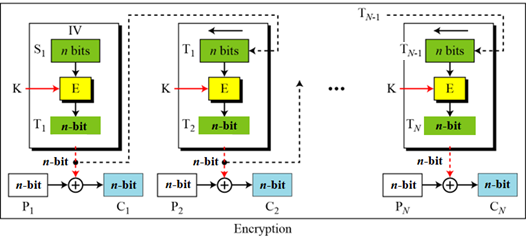 IV
S1 n bits
K E
T1 n-bit
n-bit
n-bit + n-bit
P1 C1
T1 n bits
K E
T2 n-bit
n-bit
n-bit + n-bit
P2 C2
•••
TN-1
TN-1 n bits
K E
TN n-bit
n-bit
n-bit + n-bit
PN CN
Encryption